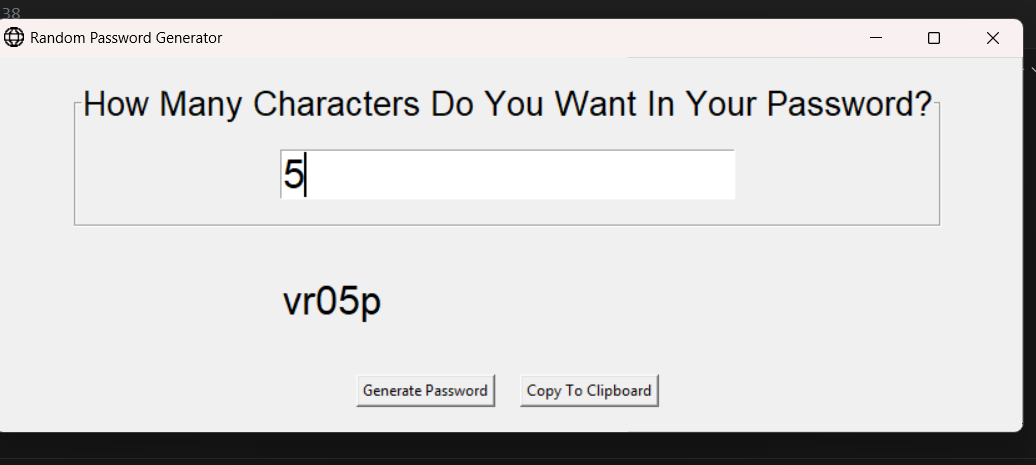 38
Random Password Generator
How Many Characters Do You Want In Your Password?
5
vr05p
Generate Password Copy To Clipboard